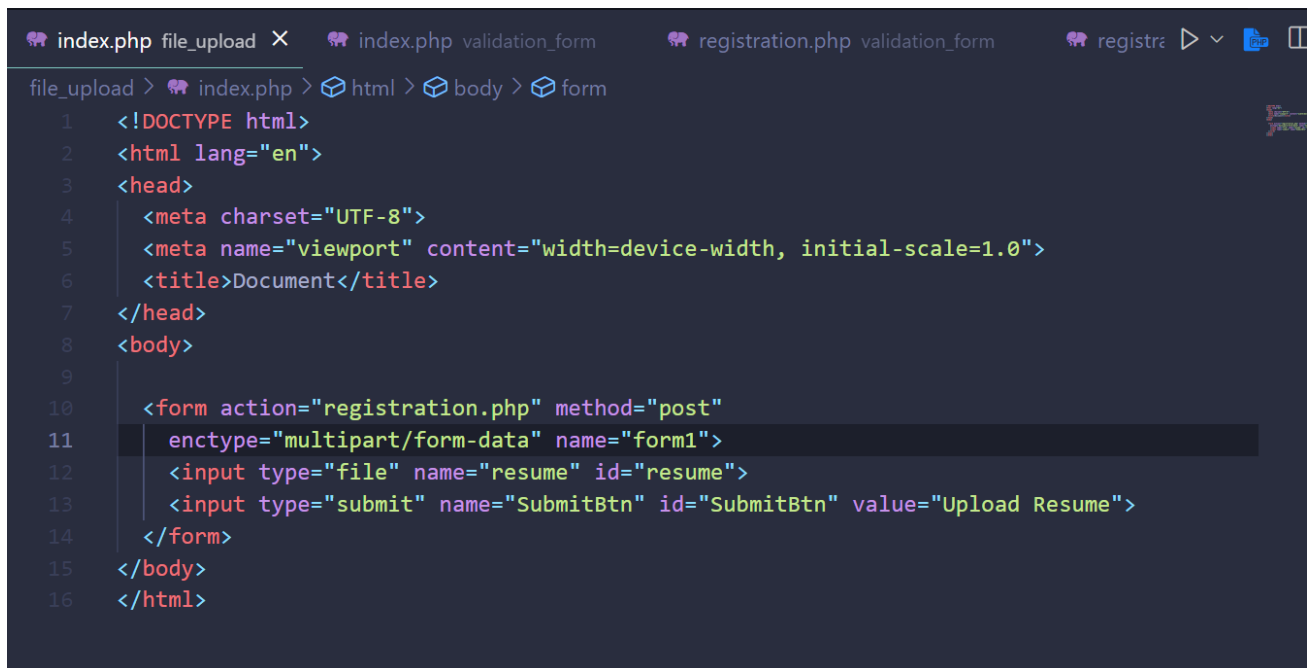 index.php file_upload × index.php validation_form registration.php validation_form registra
file_upload > index.php > html > body > form
1 <!DOCTYPE html>
2 <html lang="en">
3 <head>
4 <meta charset="UTF-8">
5 <meta name="viewport" content="width=device-width, initial-scale=1.0">
6 <title>Document</title>
7 </head>
8 <body>
9
10 <form action="registration.php" method="post"
11 enctype="multipart/form-data" name="form1">
12 <input type="file" name="resume" id="resume">
13 <input type="submit" name="SubmitBtn" id="SubmitBtn" value="Upload Resume">
14 </form>
15 </body>
16 </html>